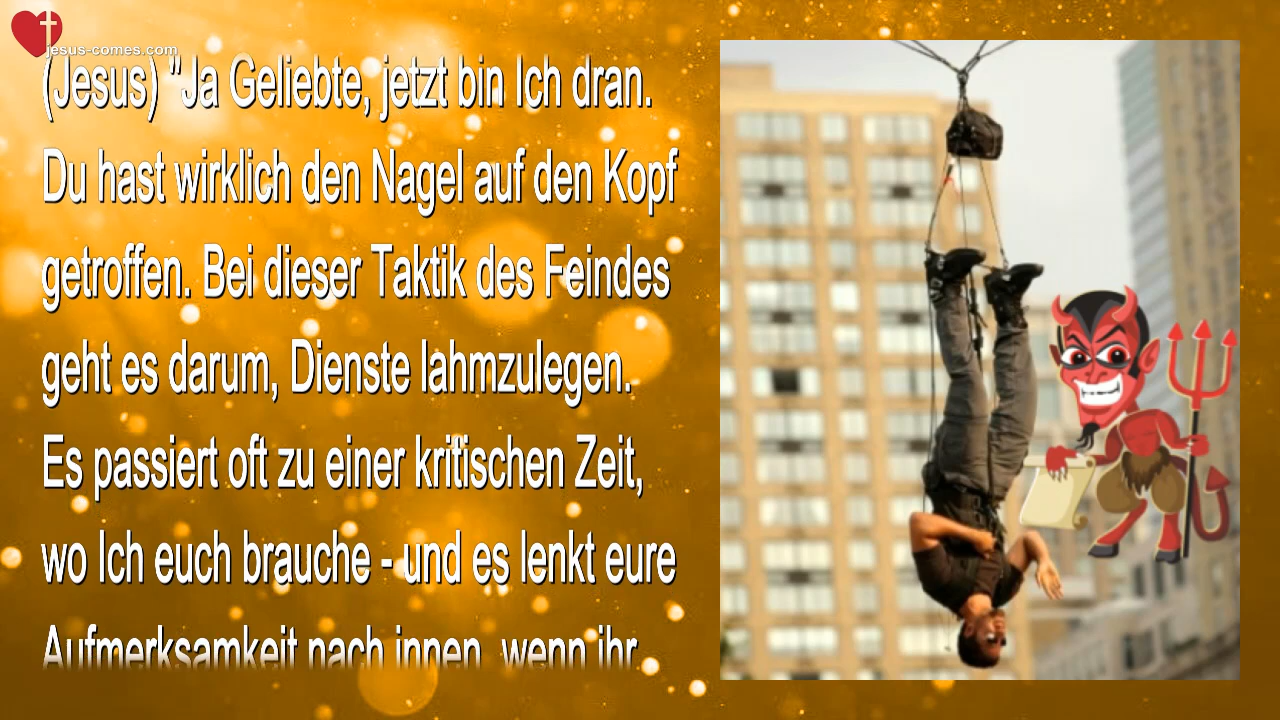 jesus-comes.com
(Jesus) "Ja Geliebte, jetzt bin Ich dran.
Du hast wirklich den Nagel auf den Kopf
getroffen. Bei dieser Taktik des Feindes
geht es darum, Dienste lahmzulegen.
Es passiert oft zu einer kritischen Zeit,
wo Ich euch brauche - und es lenkt eure
Aufmerksamkeit nach innen, wenn ihr